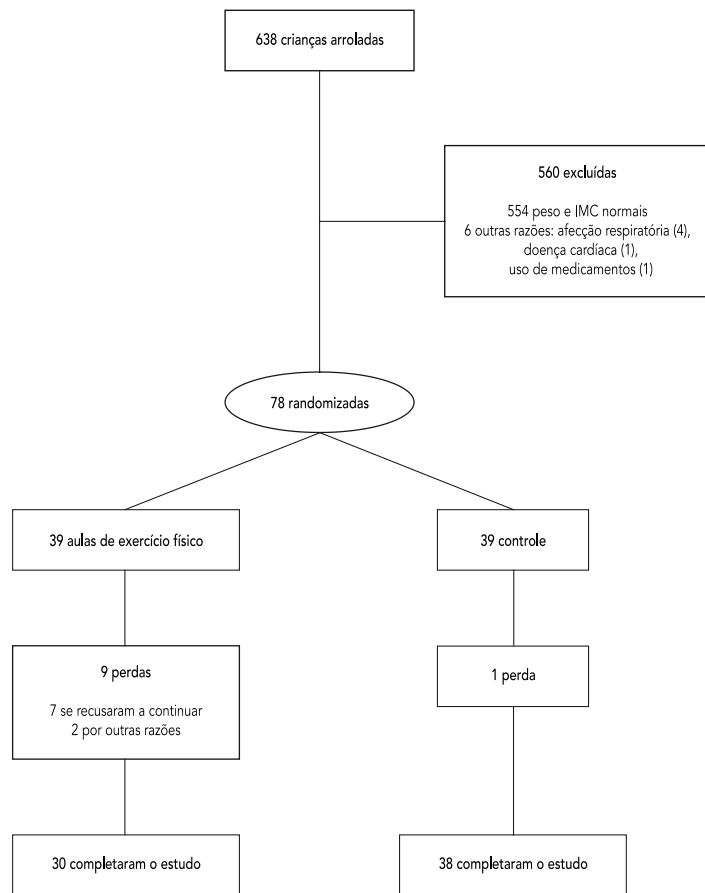 638 crianças arroladas
560 excluídas
554 peso e IMC normais
6 outras razões: afecção respiratória (4),
doença cardíaca (1),
uso de medicamentos (1)
78 randomizadas
39 aulas de exercício físico
39 controle
9 perdas
7 se recusaram a continuar
2 por outras razões
1 perda
30 completaram o estudo
38 completaram o estudo